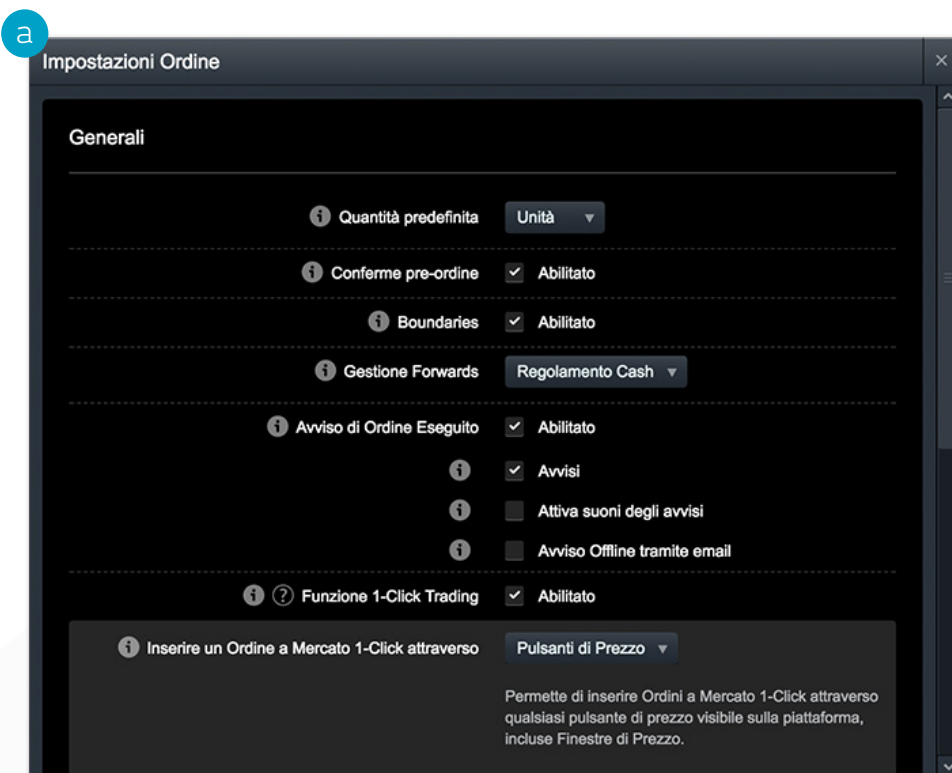 a
Impostazioni Ordine
Generali
Quantità predefinita Unità
Conferme pre-ordine Abilitato
Boundaries Abilitato
Gestione Forwards Regolamento Cash
Avviso di Ordine Eseguito Abilitato
Avvisi
Attiva suoni degli avvisi
Avviso Offline tramite email
? Funzione 1-Click Trading Abilitato
Inserire un Ordine a Mercato 1-Click attraverso Pulsanti di Prezzo
Permette di inserire Ordini a Mercato 1-Click attraverso
qualsiasi pulsante di prezzo visibile sulla piattaforma,
incluse Finestre di Prezzo.